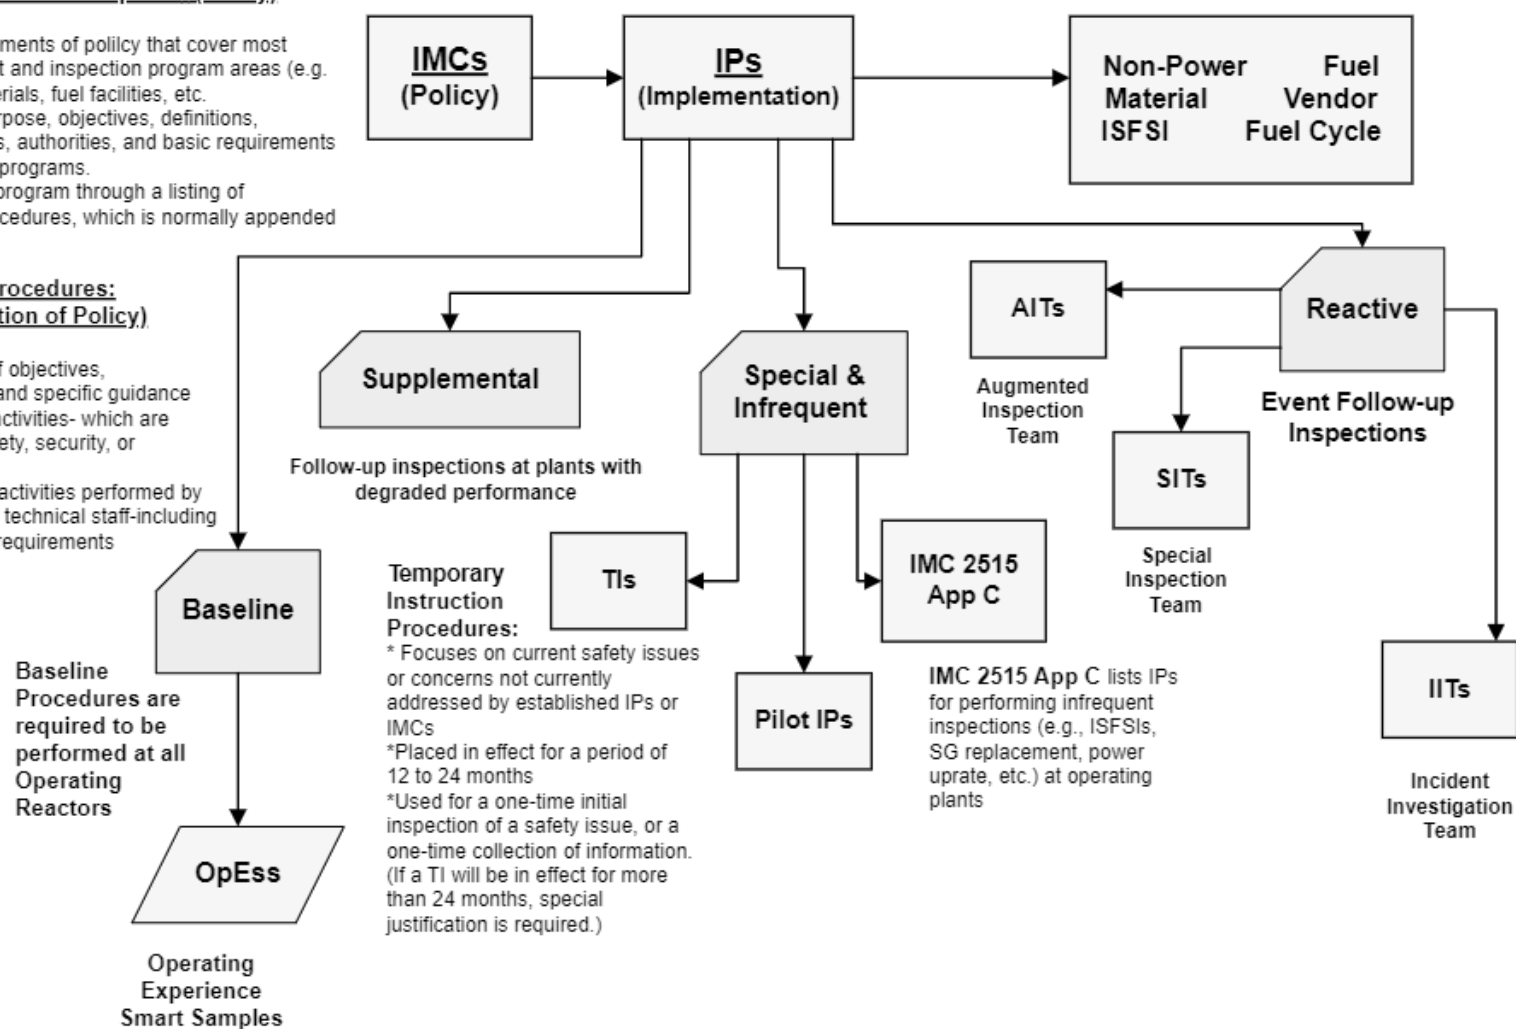 ments of polilcy that cover most
t and inspection program areas (e.g.
erials, fuel facilities, etc.
rpose, objectives, definitions,
s, authorities, and basic requirements
programs.
program through a listing of
cedures, which is normally appended
rocedures:
tion of Policy)
f objectives,
and specific guidance
activities- which are
ety, security, or
activities performed by
technical staff-including
requirements
IMCs
(Policy)
IPs
(Implementation)
Non-Power Fuel
Material Vendor
ISFSI Fuel Cycle
Supplemental
Follow-up inspections at plants with
degraded performance
Special &
Infrequent
AITs
Augmented
Inspection
Team
Reactive
Event Follow-up
Inspections
SITs
Special
Inspection
Team
IITs
Incident
Investigation
Team
Baseline
Baseline
Procedures are
required to be
performed at all
Operating
Reactors
OpEss
Operating
Experience
Smart Samples
Temporary
Instruction
Procedures:
* Focuses on current safety issues
or concerns not currently
addressed by established IPs or
IMCs
*Placed in effect for a period of
12 to 24 months
*Used for a one-time initial
inspection of a safety issue, or a
one-time collection of information.
(If a TI will be in effect for more
than 24 months, special
justification is required.)
TIs
Pilot IPs
IMC 2515
App C
IMC 2515 App C lists IPs
for performing infrequent
inspections (e.g., ISFSIs,
SG replacement, power
uprate, etc.) at operating
plants